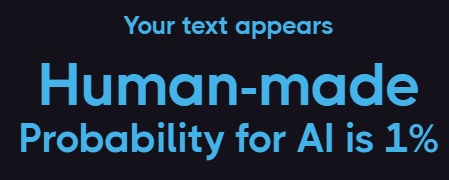 Your text appears
Human-made
Probability for AI is 1%